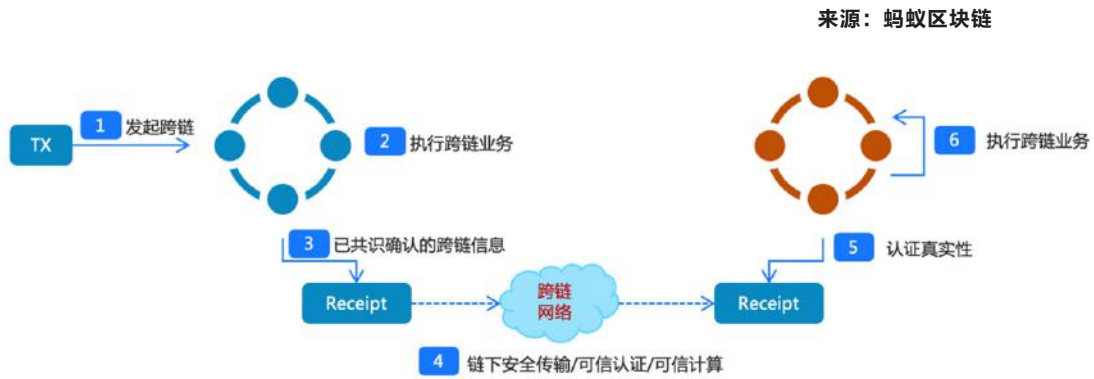 来源：蚂蚁区块链
TX
1 发起跨链
2 执行跨链业务
6 执行跨链业务
3 已共识确认的跨链信息
5 认证真实性
Receipt
跨链
网络
Receipt
4 链下安全传输/可信认证/可信计算